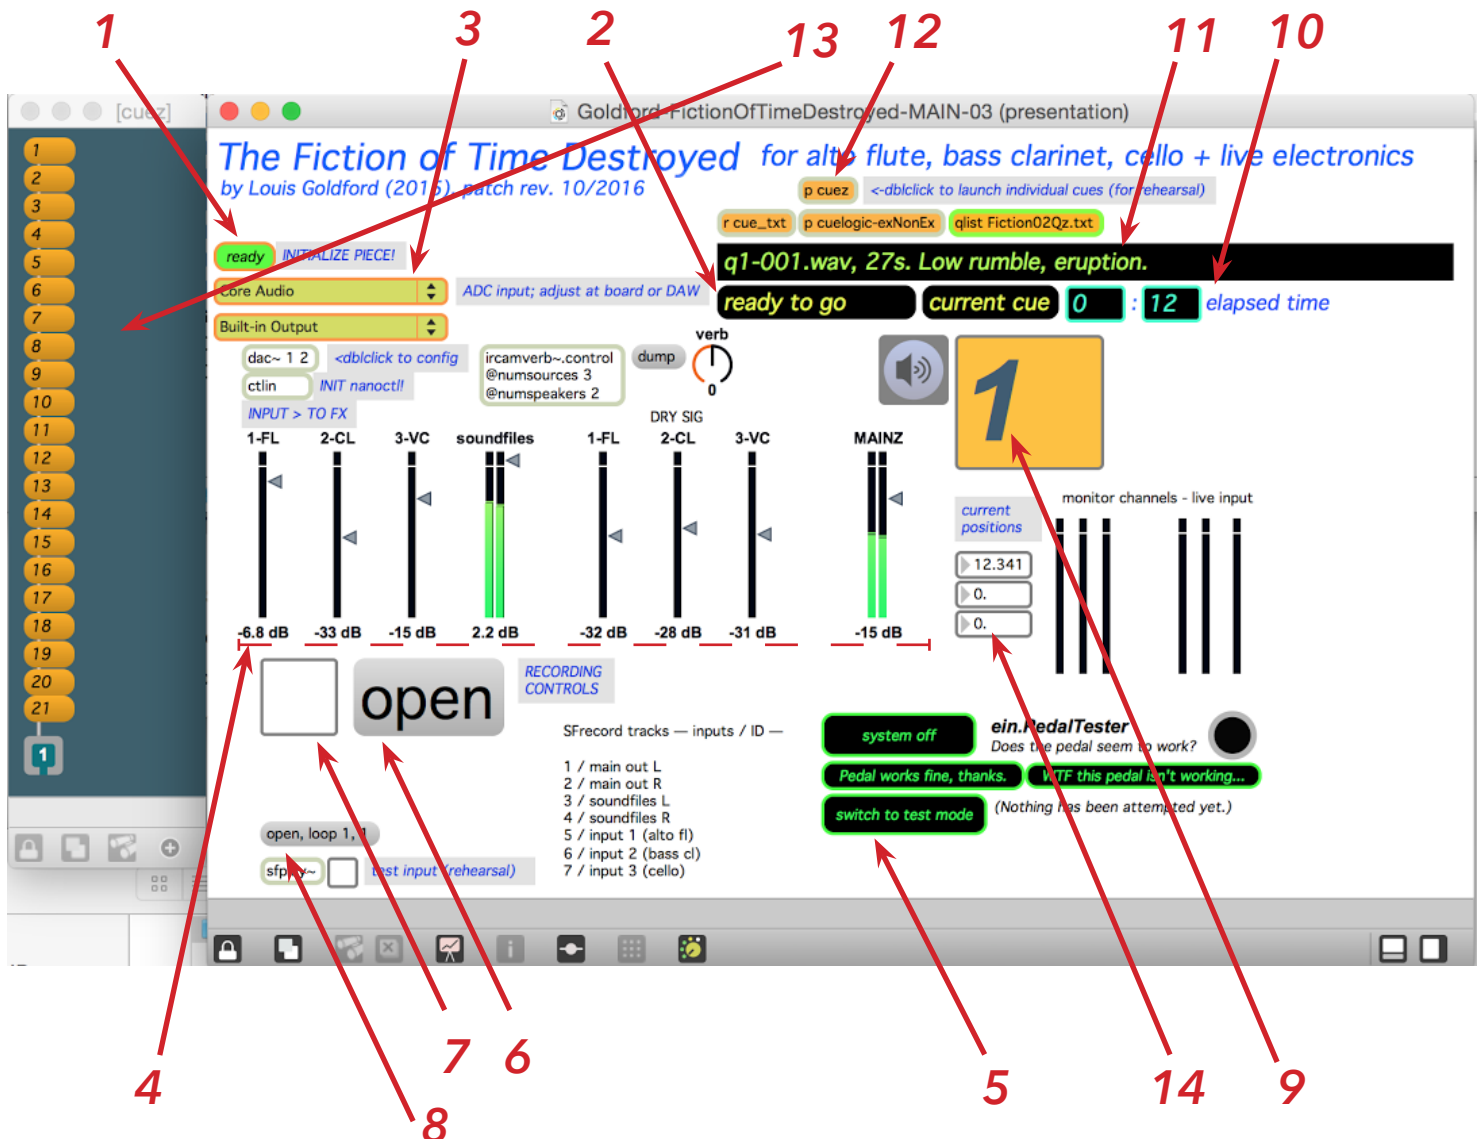 1
3
2
13
12
11
10
[cuez]
Goldford-FictionOfTimeDestroyed-MAIN-03 (presentation)
The Fiction of Time Destroyed for alto flute, bass clarinet, cello + live electronics
by Louis Goldford (2015), patch rev. 10/2016
p cuez
<-dblclick to launch individual cues (for rehearsal)
r cue_txt
p cuelogic-exNonEx
qlist Fiction02Qz.txt
ready
INITIALIZE PIECE!
q1-001.wav, 27s. Low rumble, eruption.
Core Audio
ADC input; adjust at board or DAW
ready to go
current cue
0
:
12
elapsed time
Built-in Output
dac~ 1 2
<dblclick to config
ctlin
INIT nanoctl!
INPUT > TO FX
ircamverb~.control
@numsources 3
@numspeakers 2
dump
verb
0
1
DRY SIG
1-FL
2-CL
3-VC
soundfiles
1-FL
2-CL
3-VC
MAINZ
-6.8 dB
-33 dB
-15 dB
2.2 dB
-32 dB
-28 dB
-31 dB
-15 dB
current
positions
monitor channels - live input
12.341
0.
0.
1
2
3
4
5
6
7
8
9
10
11
12
13
14
15
16
17
18
19
20
21
1
open
RECORDING
CONTROLS
SFrecord tracks — inputs / ID —
1 / main out L
2 / main out R
3 / soundfiles L
4 / soundfiles R
5 / input 1 (alto fl)
6 / input 2 (bass cl)
7 / input 3 (cello)
open, loop 1, 1
sfplay~
test input (rehearsal)
system off
ein.PedalTester
Does the pedal seem to work?
Pedal works fine, thanks.
WTF this pedal isn't working...
switch to test mode
(Nothing has been attempted yet.)
4
7
6
8
5
14
9